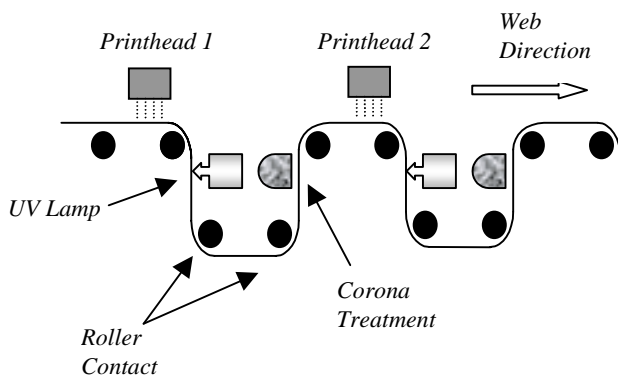 Printhead 1
Printhead 2
Web
Direction
UV Lamp
Corona
Treatment
Roller
Contact